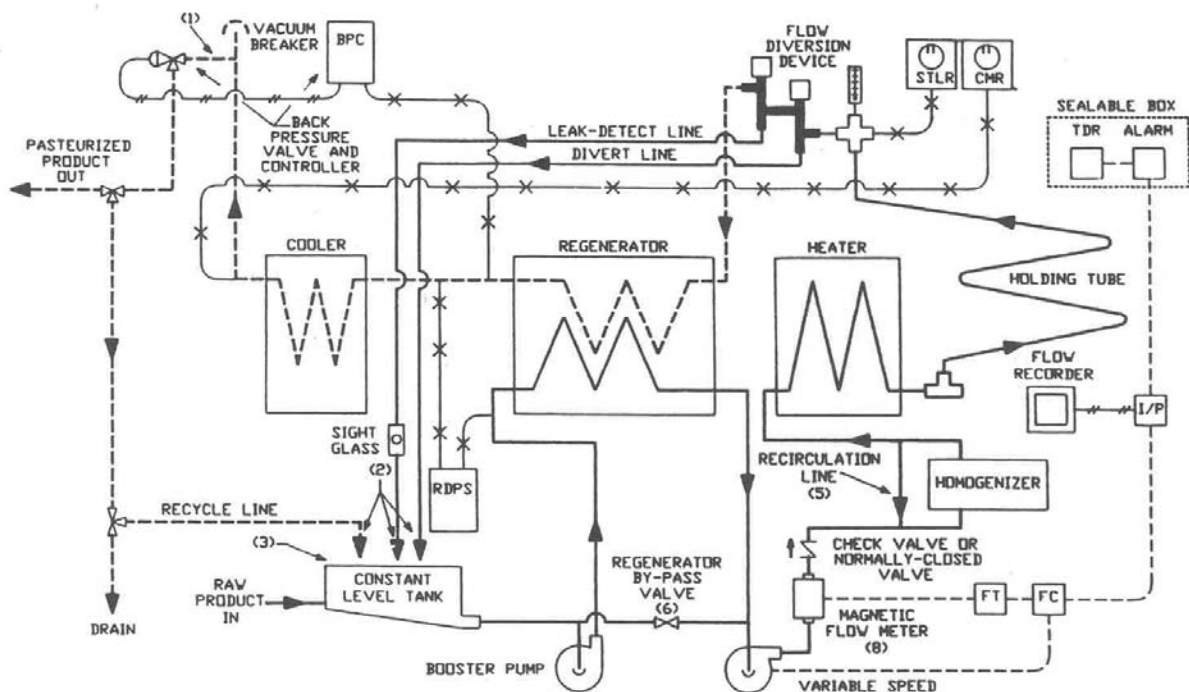 (1)
VACUUM
BREAKER
BPC
FLOW
DIVERSION
DEVICE
STLR
CMR
SEALABLE BOX
TDR
ALARM
BACK
PRESSURE
VALVE AND
CONTROLLER
LEAK-DETECT LINE
DIVERT LINE
PASTEURIZED
PRODUCT
OUT
COOLER
REGENERATOR
HEATER
HOLDING TUBE
FLOW
RECORDER
I/P
SIGHT
GLASS
(2)
RDPS
RECIRCULATION
LINE
(5)
HOMOGENIZER
RECYCLE LINE
(3)
CONSTANT
LEVEL TANK
RAW
PRODUCT
IN
REGENERATOR
BY-PASS
VALVE
(6)
CHECK VALVE OR
NORMALLY-CLOSED
VALVE
MAGNETIC
FLOW METER
(8)
FT
FC
DRAIN
BOOSTER PUMP
VARIABLE SPEED